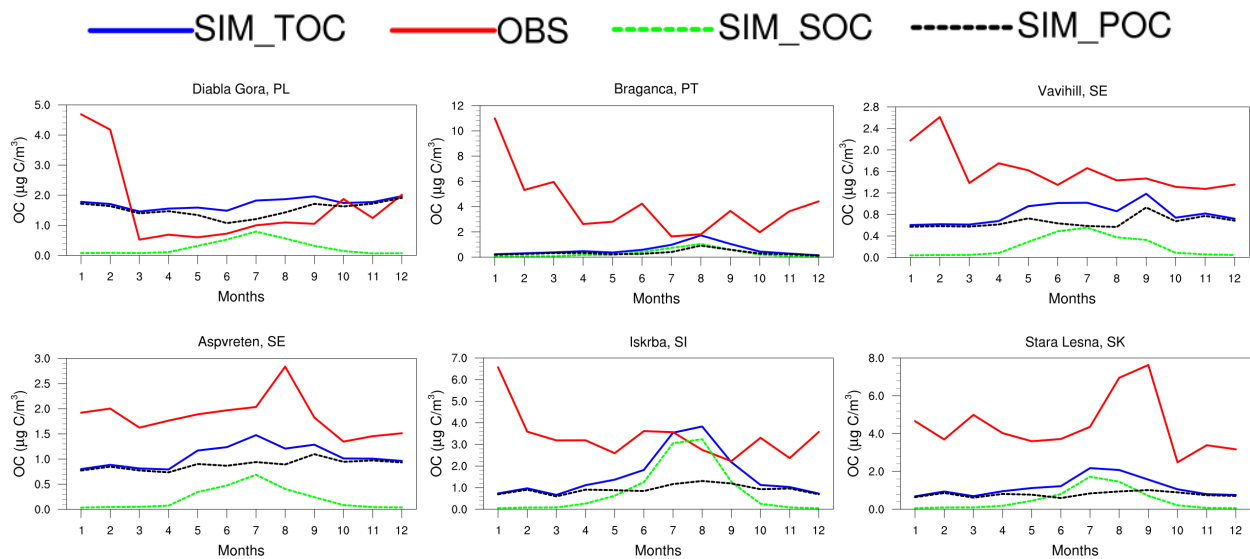 SIM_TOC OBS SIM_SOC SIM_POC
Diabla Gora, PL
OC (µg C/m³)
5.0
4.0
3.0
2.0
1.0
0.0
1 2 3 4 5 6 7 8 9 10 11 12
Months
Braganca, PT
OC (µg C/m³)
12
10
8
6
4
2
0
1 2 3 4 5 6 7 8 9 10 11 12
Months
Vavihill, SE
OC (µg C/m³)
2.8
2.4
2.0
1.6
1.2
0.8
0.4
0.0
1 2 3 4 5 6 7 8 9 10 11 12
Months
Aspvreten, SE
OC (µg C/m³)
3.0
2.5
2.0
1.5
1.0
0.5
0.0
1 2 3 4 5 6 7 8 9 10 11 12
Months
Iskrba, SI
OC (µg C/m³)
7.0
6.0
5.0
4.0
3.0
2.0
1.0
0.0
1 2 3 4 5 6 7 8 9 10 11 12
Months
Stara Lesna, SK
OC (µg C/m³)
8.0
6.0
4.0
2.0
0.0
1 2 3 4 5 6 7 8 9 10 11 12
Months